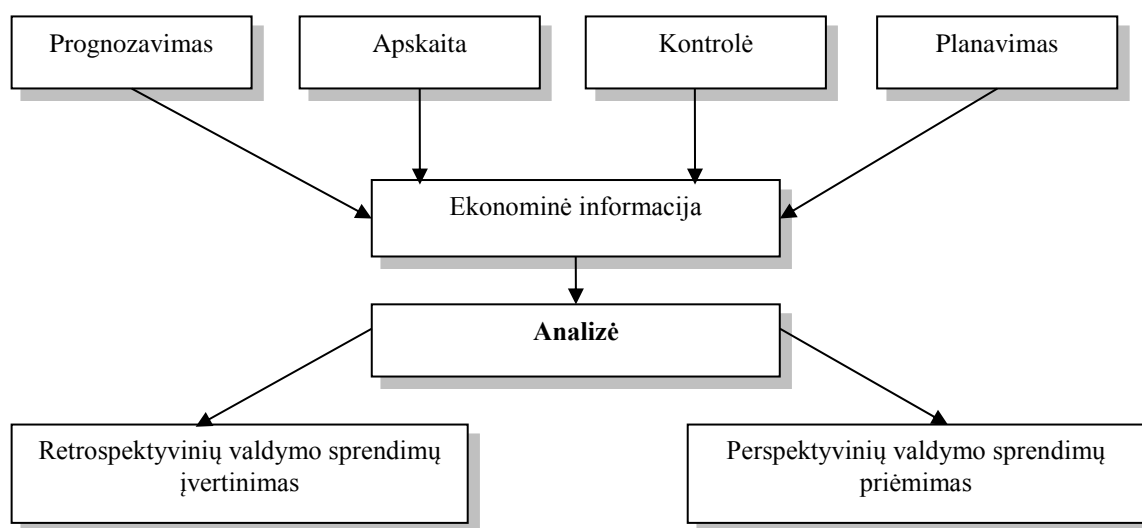 Prognozavimas
Apskaita
Kontrolė
Planavimas
Ekonominė informacija
Analizė
Retrospektyvinių valdymo sprendimų
įvertinimas
Perspektyvinių valdymo sprendimų
priėmimas